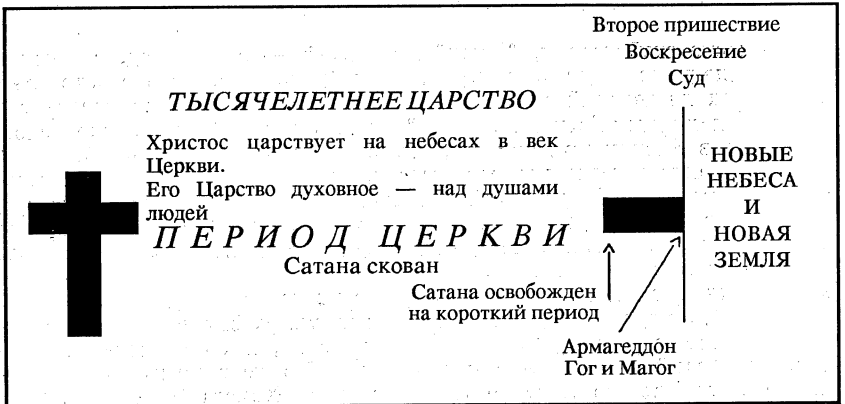 Второе пришествие
Воскресение
Суд
ТЫСЯЧЕЛЕТНЕЕ ЦАРСТВО
Христос царствует на небесах в век
Церкви.
Его Царство духовное — над душами
людей
ПЕРИОД ЦЕРКВИ
Сатана скован
Сатана освобожден
на короткий период
Армагеддон
Гог и Магог
НОВЫЕ
НЕБЕСА
И
НОВАЯ
ЗЕМЛЯ